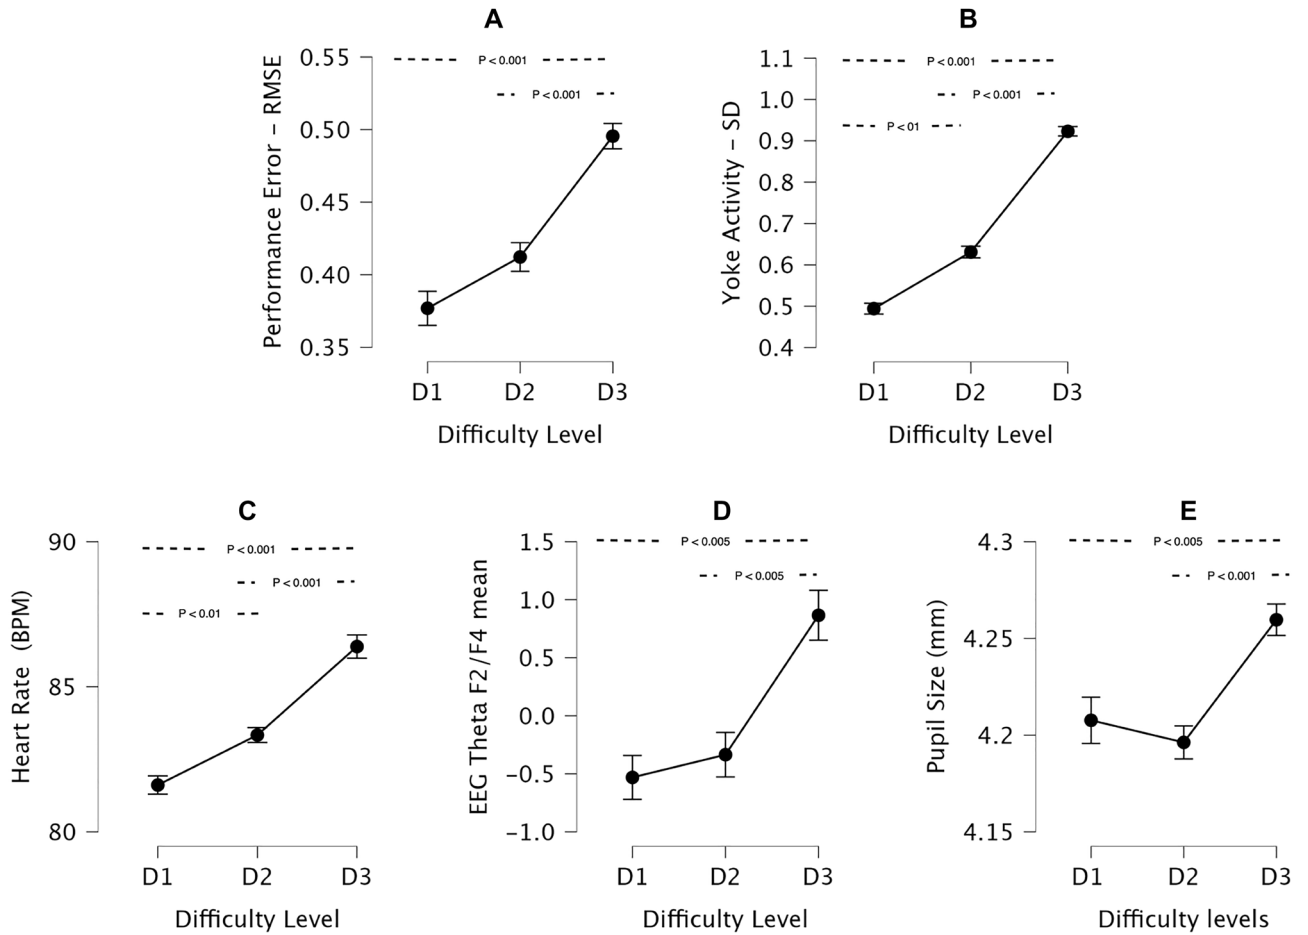 A
Performance Error – RMSE
0.55
0.50
0.45
0.40
0.35
P < 0.001
P < 0.001
D1 D2 D3
Difficulty Level
B
Yoke Activity – SD
1.1
1.0
0.9
0.8
0.7
0.6
0.5
0.4
P < 0.001
P < 0.001
P < 01
D1 D2 D3
Difficulty Level
C
Heart Rate (BPM)
90
85
80
P < 0.001
P < 0.001
P < 0.01
D1 D2 D3
Difficulty Level
D
EEG Theta F2/F4 mean
1.5
1.0
0.5
0.0
–0.5
–1.0
P < 0.005
P < 0.005
D1 D2 D3
Difficulty Level
E
Pupil Size (mm)
4.3
4.25
4.2
4.15
P < 0.005
P < 0.001
D1 D2 D3
Difficulty levels